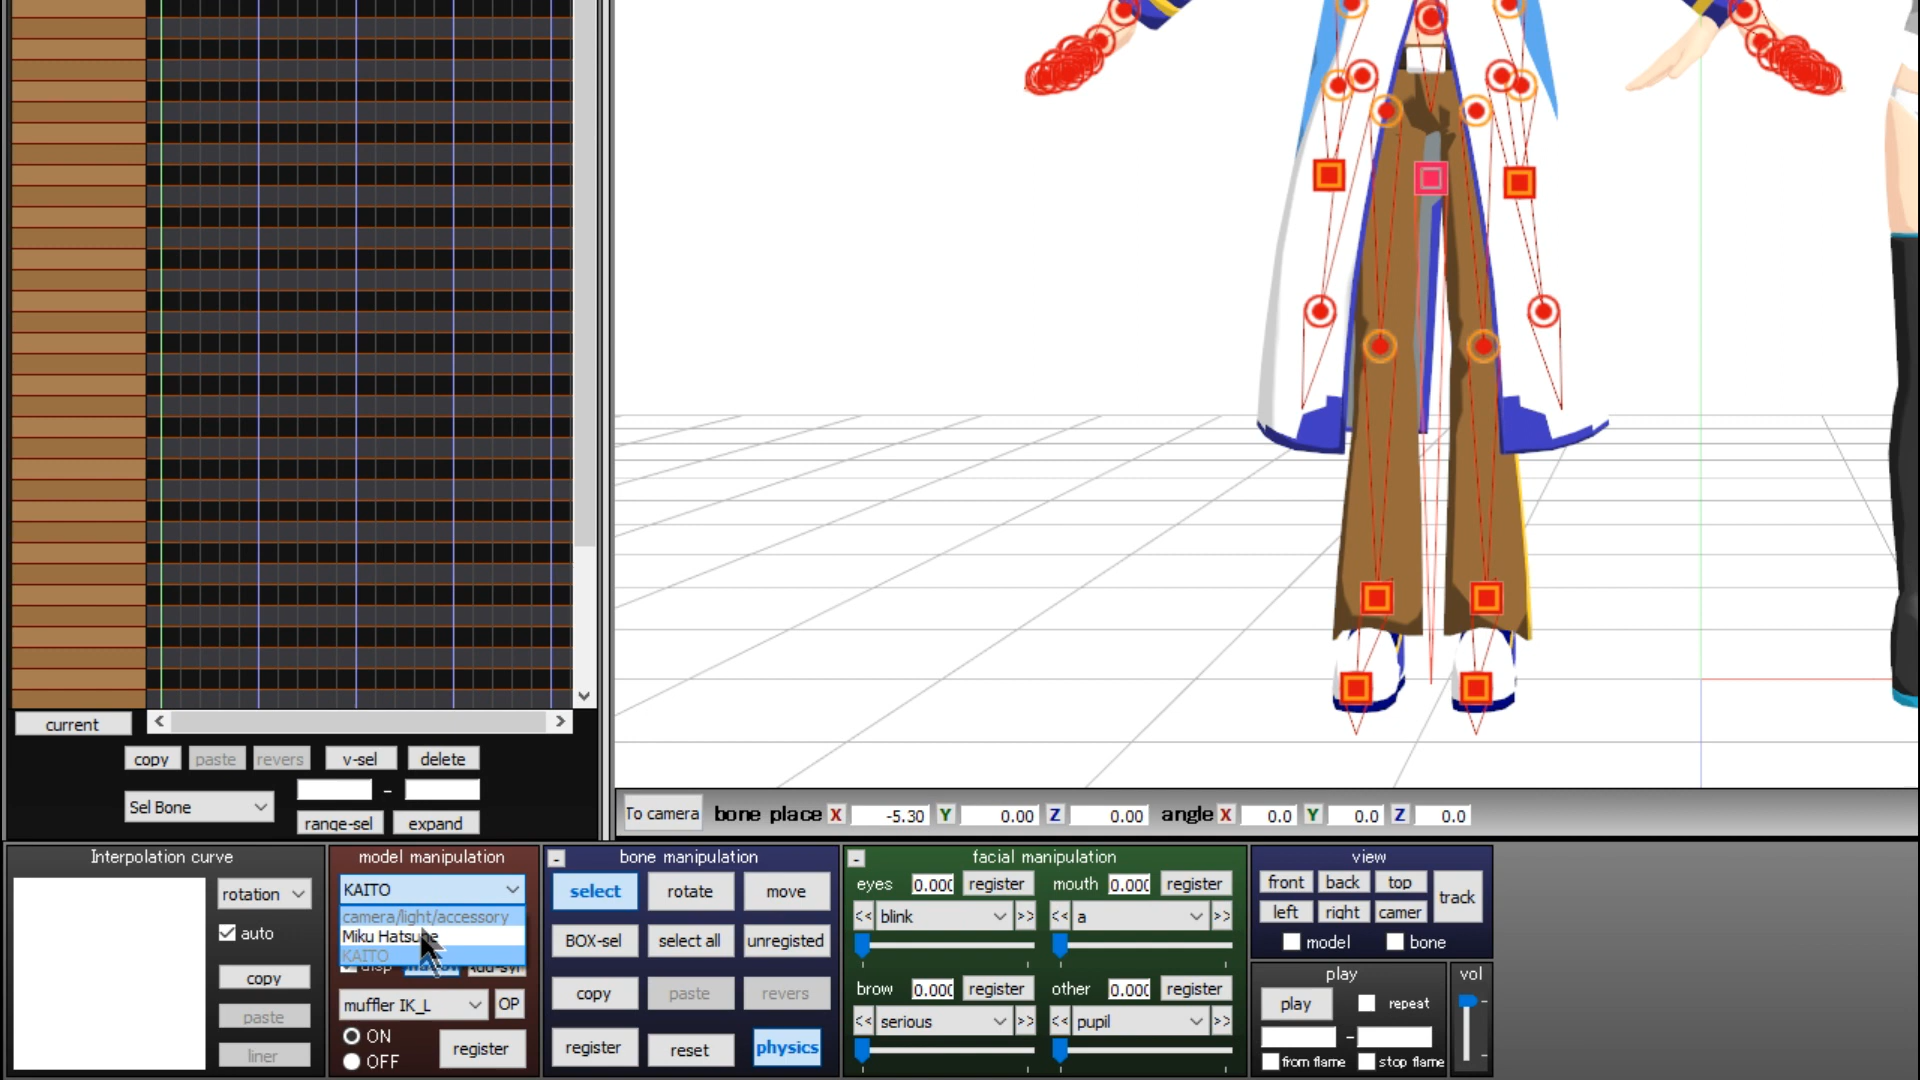 current
copy paste revers v-sel delete
Sel Bone -
range-sel expand
To camera bone place X -5.30 Y 0.00 Z 0.00 angle X 0.0 Y 0.0 Z 0.0
Interpolation curve
rotation
auto
copy
paste
liner
model manipulation
KAITO
camera/light/accessory
Miku Hatsune
KAITO
muffler IK_L OP
ON
OFF
register
- bone manipulation
select rotate move
BOX-sel select all unregisted
copy paste revers
register reset physics
- facial manipulation
eyes 0.000 register mouth 0.000 register
<< blink >> << a >>
brow 0.000 register other 0.000 register
<< serious >> << pupil >>
view
front back top track
left right camer
model bone
play
play repeat
-
from flame stop flame
vol